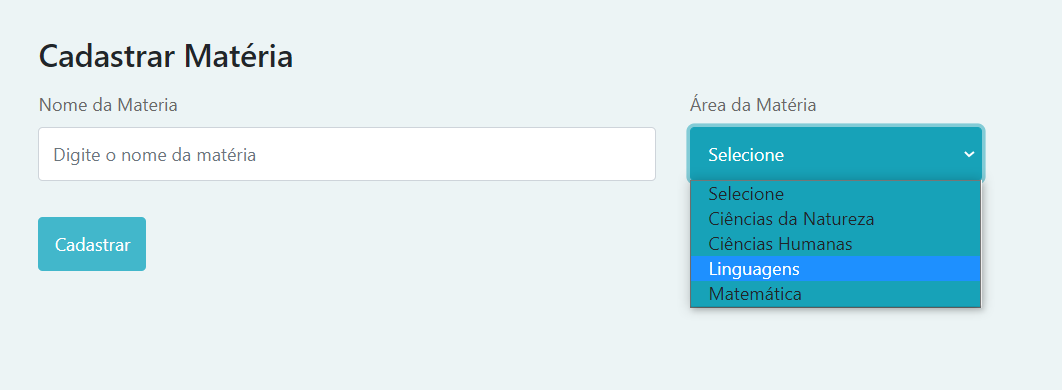 Cadastrar Matéria
Nome da Materia
Área da Matéria
Digite o nome da matéria
Selecione
Selecione
Ciências da Natureza
Ciências Humanas
Linguagens
Matemática
Cadastrar